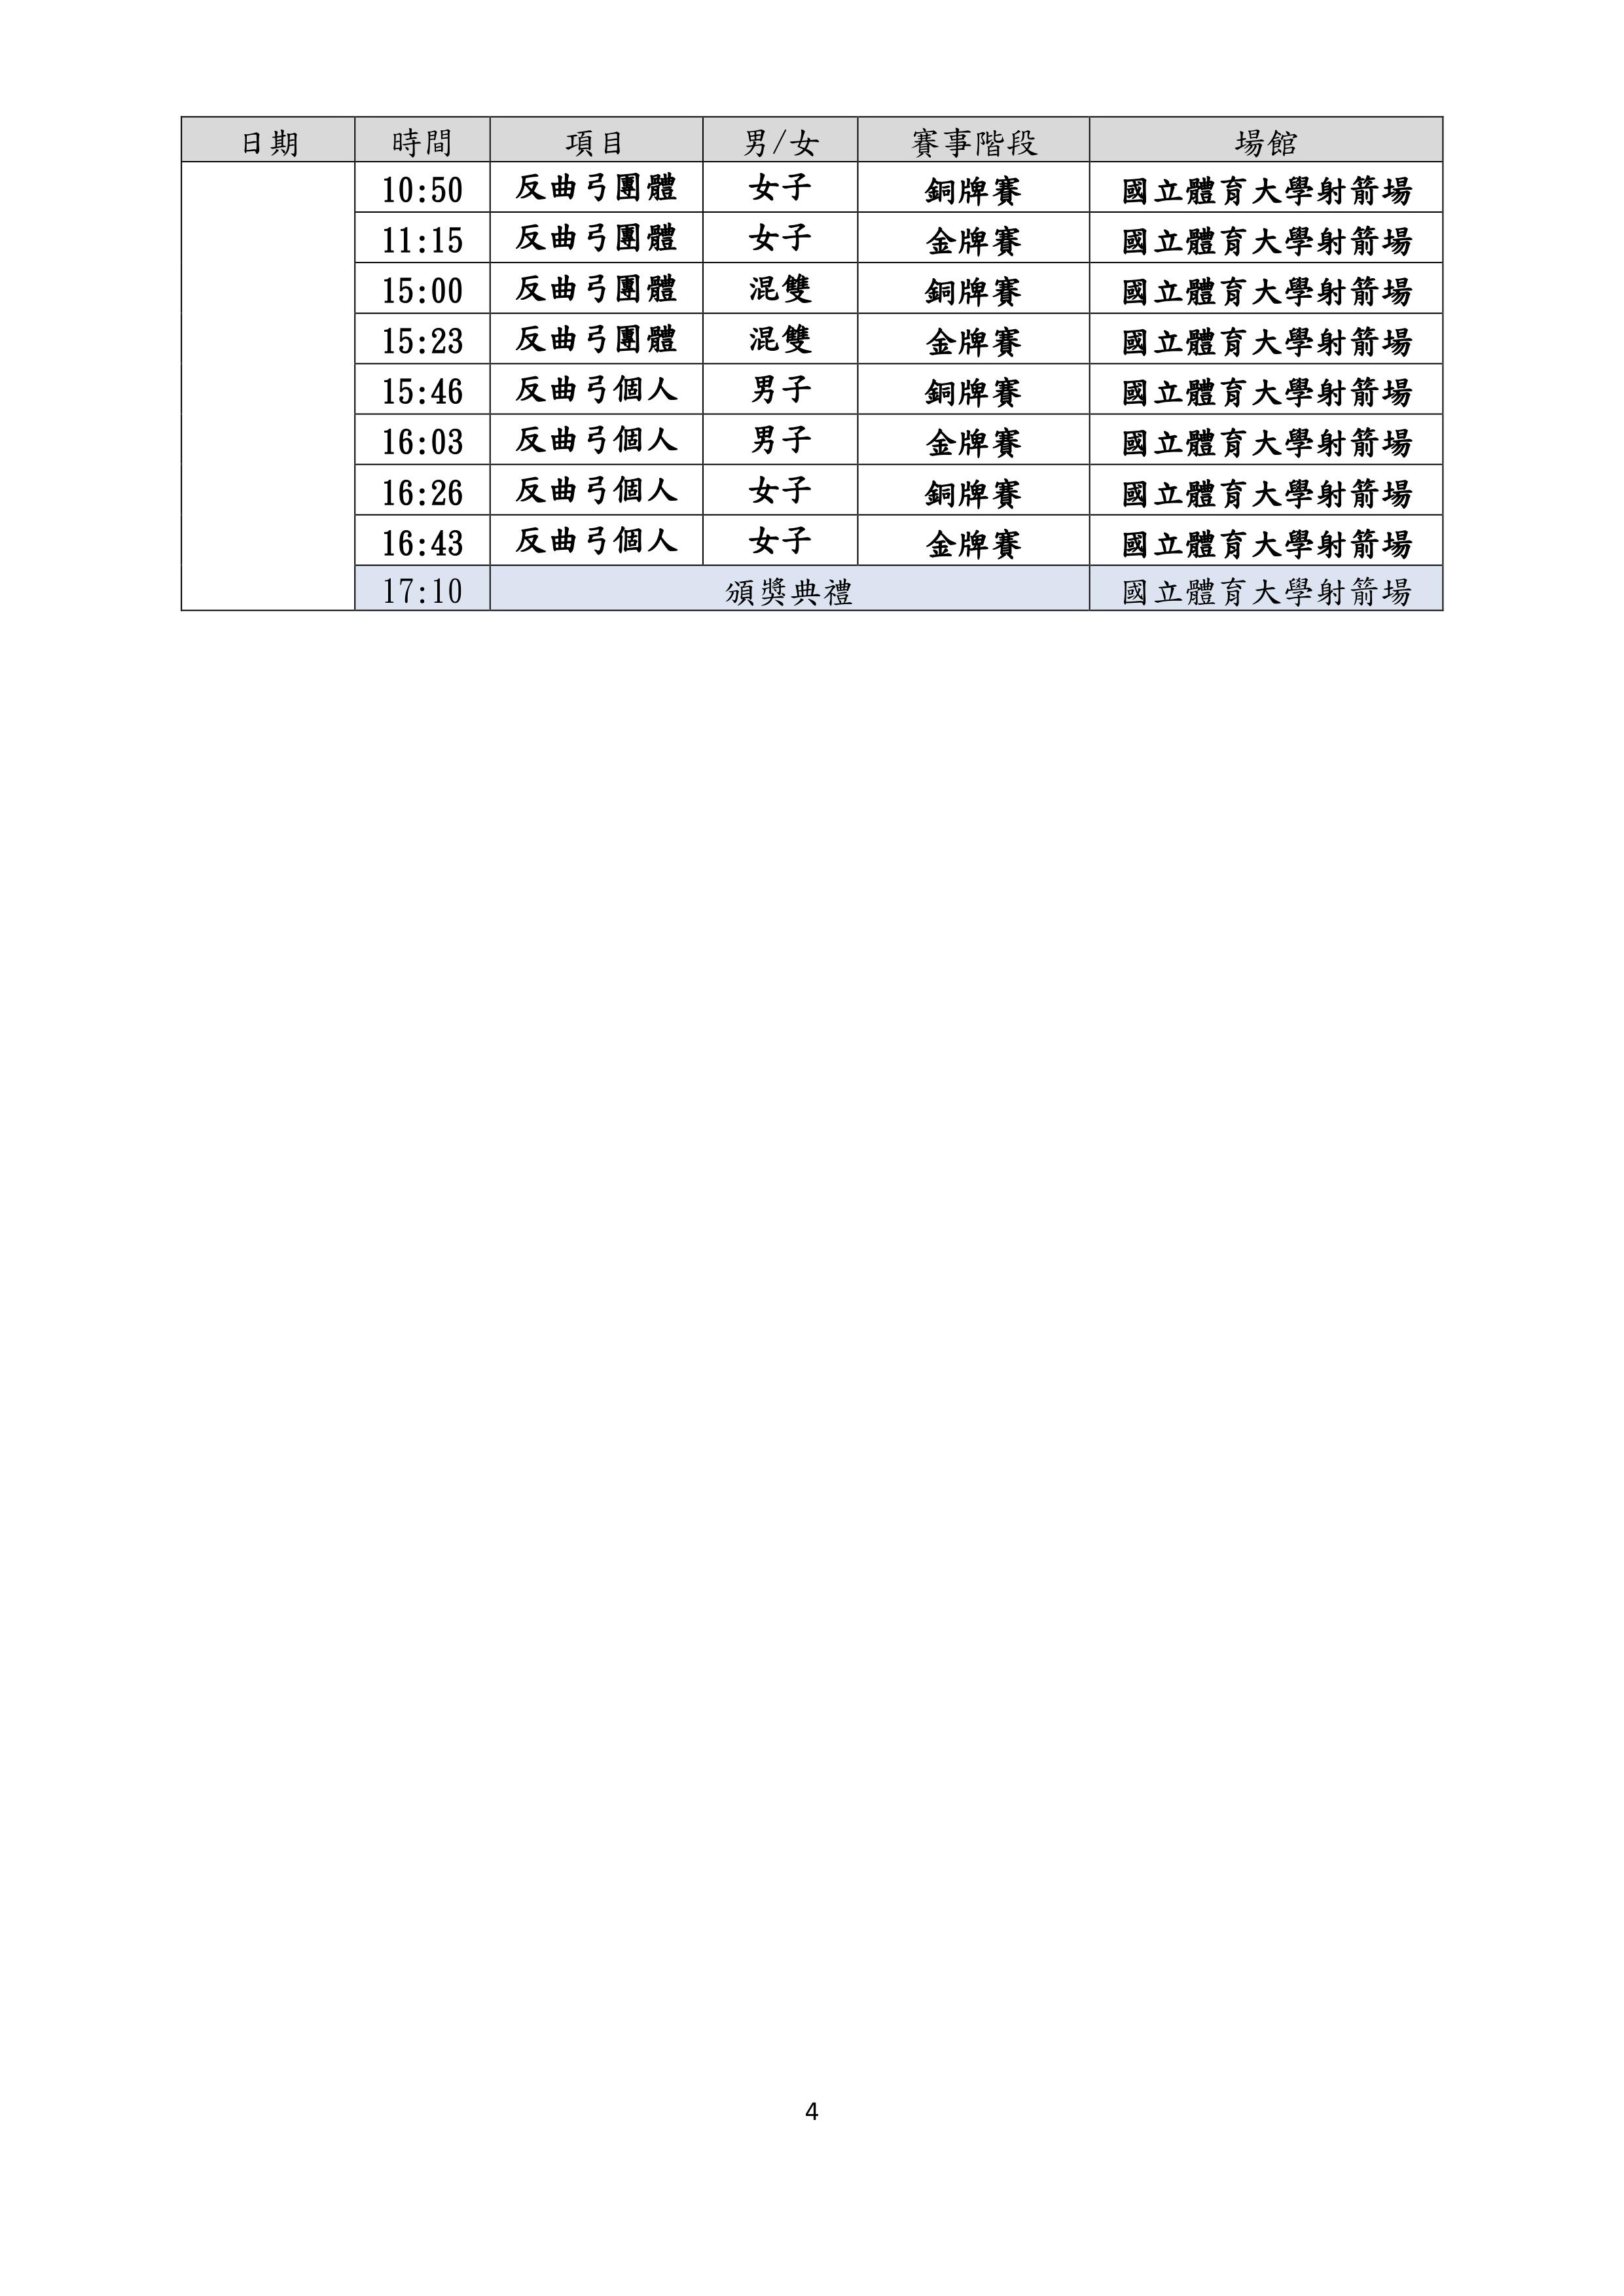 日期 時間 項目 男/女 賽事階段 場館
10:50 反曲弓團體 女子 銅牌賽 國立體育大學射箭場
11:15 反曲弓團體 女子 金牌賽 國立體育大學射箭場
15:00 反曲弓團體 混雙 銅牌賽 國立體育大學射箭場
15:23 反曲弓團體 混雙 金牌賽 國立體育大學射箭場
15:46 反曲弓個人 男子 銅牌賽 國立體育大學射箭場
16:03 反曲弓個人 男子 金牌賽 國立體育大學射箭場
16:26 反曲弓個人 女子 銅牌賽 國立體育大學射箭場
16:43 反曲弓個人 女子 金牌賽 國立體育大學射箭場
17:10 頒獎典禮 國立體育大學射箭場
4